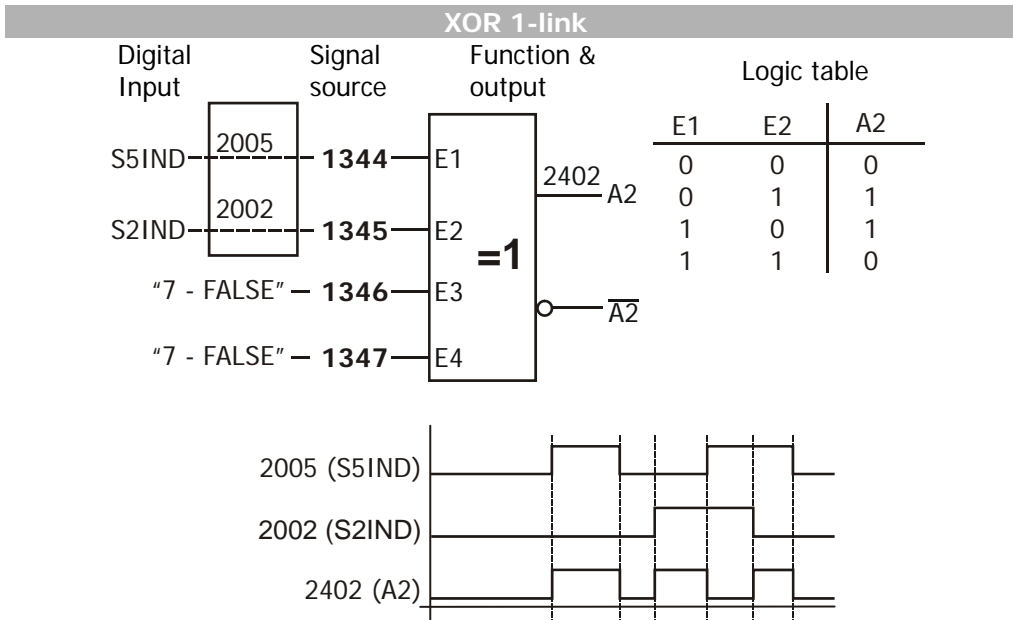 XOR 1-link
Digital Input
Signal source
Function & output
Logic table
S5IND
2005
1344
E1
S2IND
2002
1345
E2
"7 - FALSE"
1346
E3
"7 - FALSE"
1347
E4
=1
2402
A2
A2
E1 E2 A2
0 0 0
0 1 1
1 0 1
1 1 0
2005 (S5IND)
2002 (S2IND)
2402 (A2)